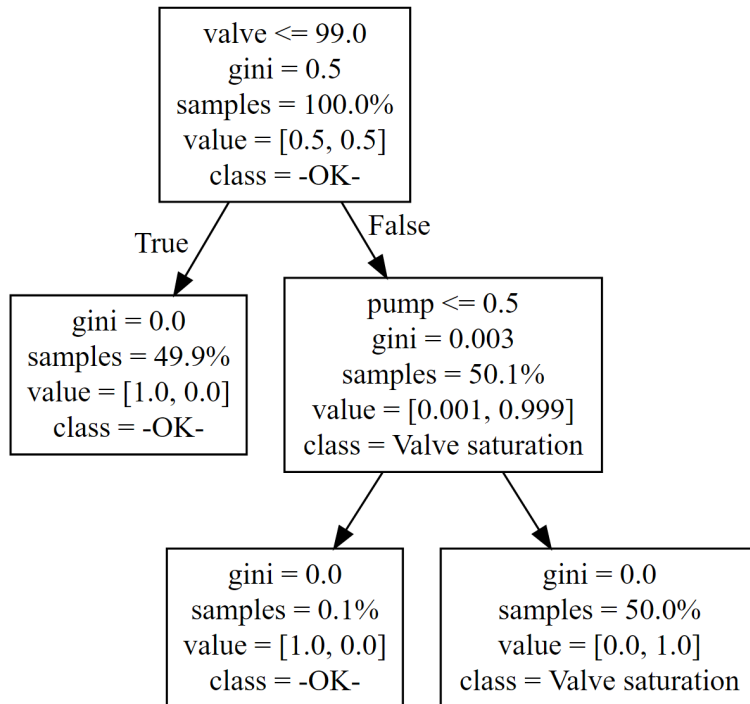 valve <= 99.0
gini = 0.5
samples = 100.0%
value = [0.5, 0.5]
class = -OK-
True
False
gini = 0.0
samples = 49.9%
value = [1.0, 0.0]
class = -OK-
pump <= 0.5
gini = 0.003
samples = 50.1%
value = [0.001, 0.999]
class = Valve saturation
gini = 0.0
samples = 0.1%
value = [1.0, 0.0]
class = -OK-
gini = 0.0
samples = 50.0%
value = [0.0, 1.0]
class = Valve saturation